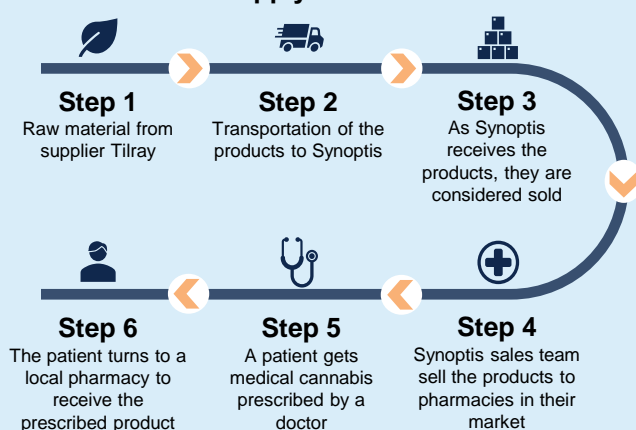 Step 1
Raw material from
supplier Tilray
Step 2
Transportation of the
products to Synoptis
Step 3
As Synoptis
receives the
products, they are
considered sold
Step 4
Synoptis sales team
sell the products to
pharmacies in their
market
Step 5
A patient gets
medical cannabis
prescribed by a
doctor
Step 6
The patient turns to a
local pharmacy to
receive the
prescribed product